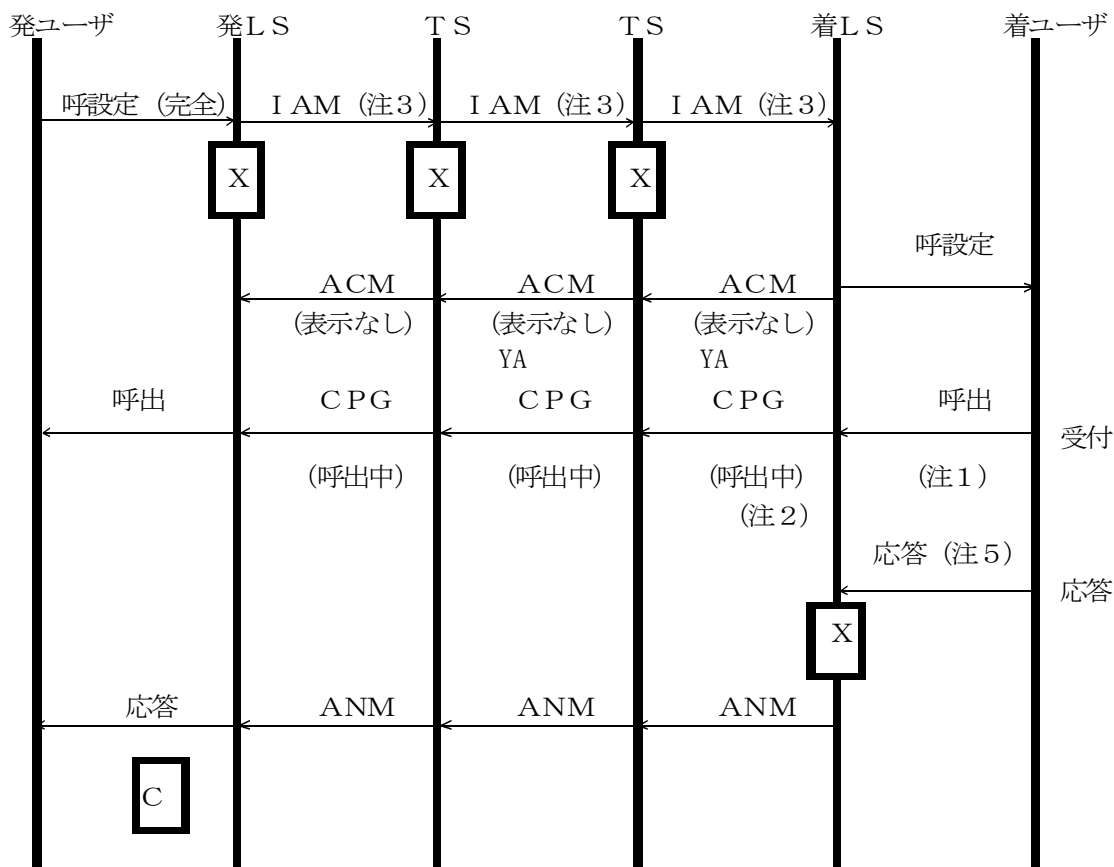 発ユーザ 発LS TS TS 着LS 着ユーザ
呼設定（完全） IAM（注3） IAM（注3） IAM（注3）
X X X
呼設定
ACM ACM ACM
(表示なし) (表示なし) (表示なし)
YA YA
呼出 CPG CPG CPG 呼出
受付
(呼出中) (呼出中) (呼出中) (注1)
(注2)
応答（注5）
応答
X
応答 ANM ANM ANM
C